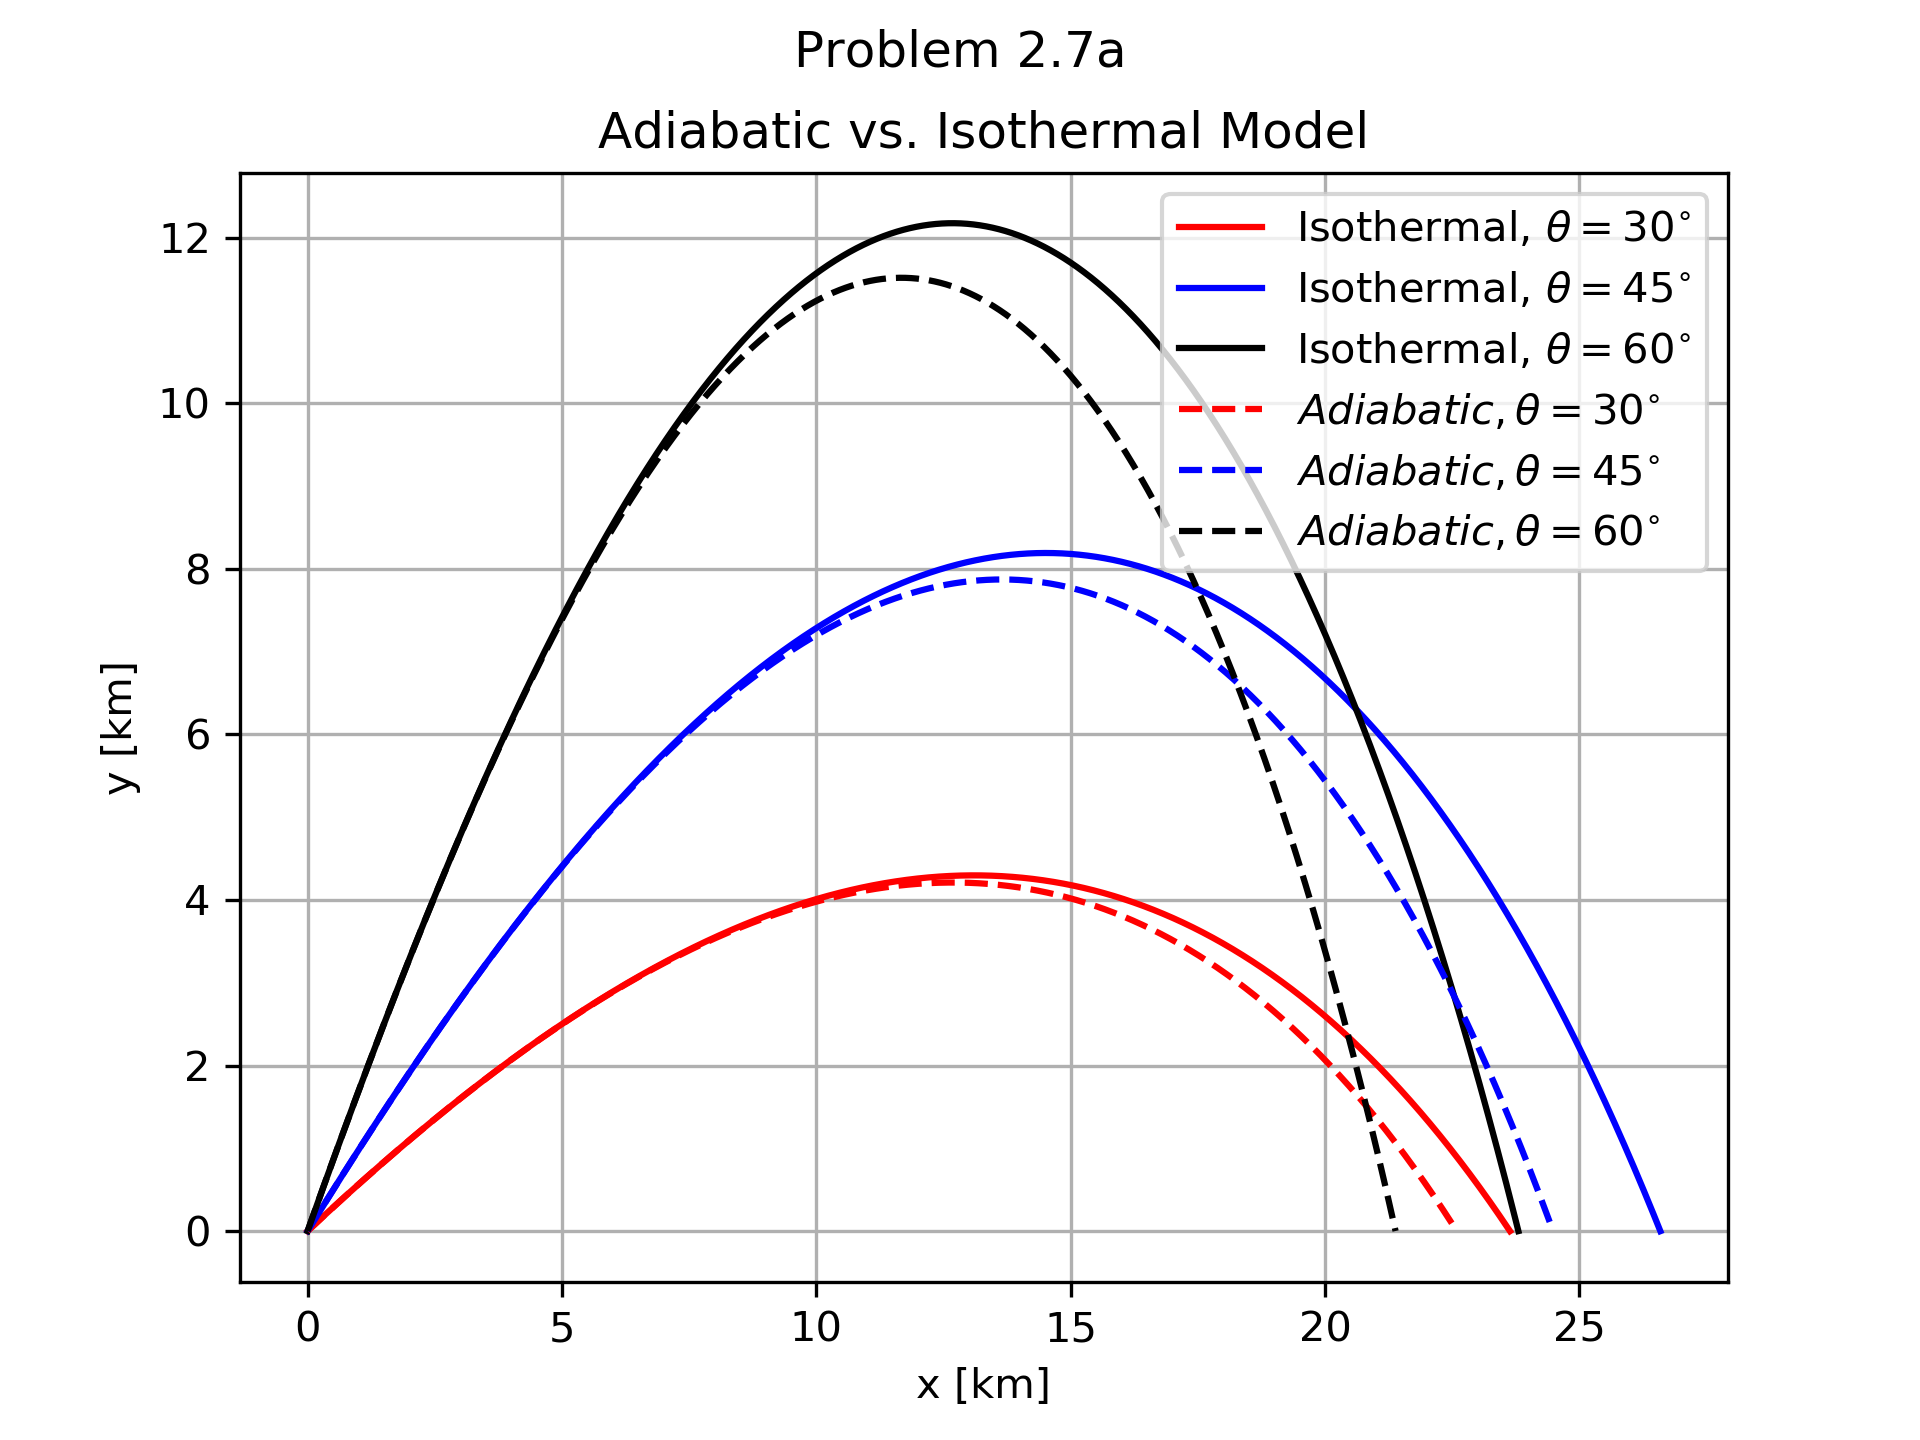 Problem 2.7a
Adiabatic vs. Isothermal Model
Isothermal, θ = 30°
Isothermal, θ = 45°
Isothermal, θ = 60°
Adiabatic, θ = 30°
Adiabatic, θ = 45°
Adiabatic, θ = 60°
12
10
8
6
4
2
0
y [km]
0 5 10 15 20 25
x [km]